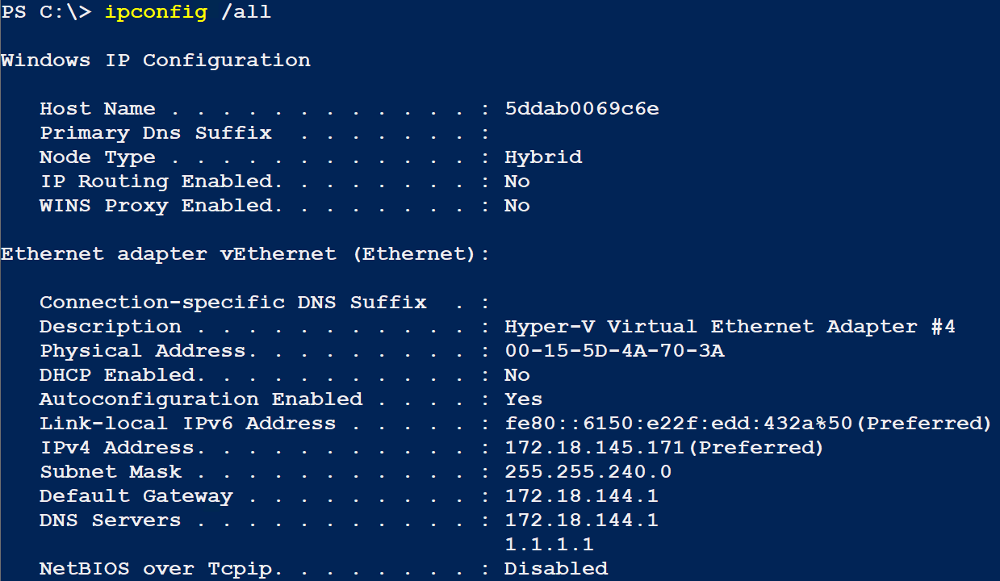 PS C:\> ipconfig /all
Windows IP Configuration
Host Name . . . . . . . . . . . . : 5ddab0069c6e
Primary Dns Suffix  . . . . . . . :
Node Type . . . . . . . . . . . . : Hybrid
IP Routing Enabled. . . . . . . . : No
WINS Proxy Enabled. . . . . . . . : No
Ethernet adapter vEthernet (Ethernet):
Connection-specific DNS Suffix  . :
Description . . . . . . . . . . . : Hyper-V Virtual Ethernet Adapter #4
Physical Address. . . . . . . . . : 00-15-5D-4A-70-3A
DHCP Enabled. . . . . . . . . . . : No
Autoconfiguration Enabled . . . . : Yes
Link-local IPv6 Address . . . . . : fe80::6150:e22f:edd:432a%50(Preferred)
IPv4 Address. . . . . . . . . . . : 172.18.145.171(Preferred)
Subnet Mask . . . . . . . . . . . : 255.255.240.0
Default Gateway . . . . . . . . . : 172.18.144.1
DNS Servers . . . . . . . . . . . : 172.18.144.1
1.1.1.1
NetBIOS over Tcpip. . . . . . . . : Disabled